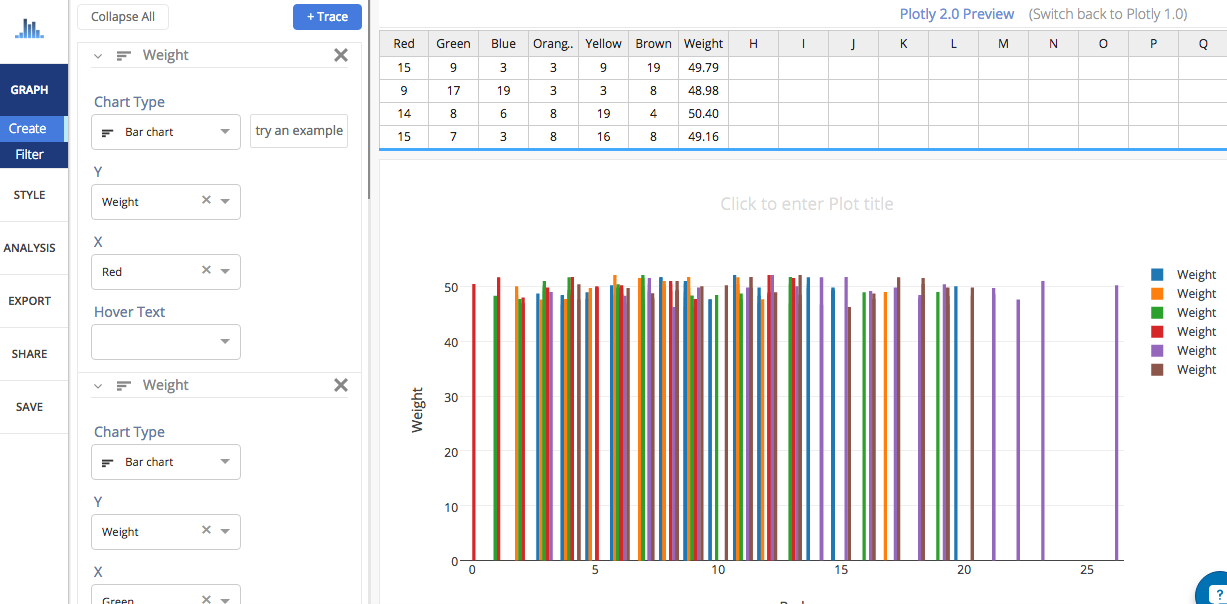 Collapse All
+ Trace
Plotly 2.0 Preview (Switch back to Plotly 1.0)
GRAPH
Create
Filter
STYLE
ANALYSIS
EXPORT
SHARE
SAVE
Weight
Chart Type
Bar chart
try an example
Y
Weight
X
Red
Hover Text
Weight
Chart Type
Bar chart
Y
Weight
X
Green
Red Green Blue Orang.. Yellow Brown Weight H I J K L M N O P Q
15 9 3 3 9 19 49.79
9 17 19 3 3 8 48.98
14 8 6 8 19 4 50.40
15 7 3 8 16 8 49.16
Click to enter Plot title
Weight
50
40
30
20
10
0
0 5 10 15 20 25
Weight
Weight
Weight
Weight
Weight
Weight
?